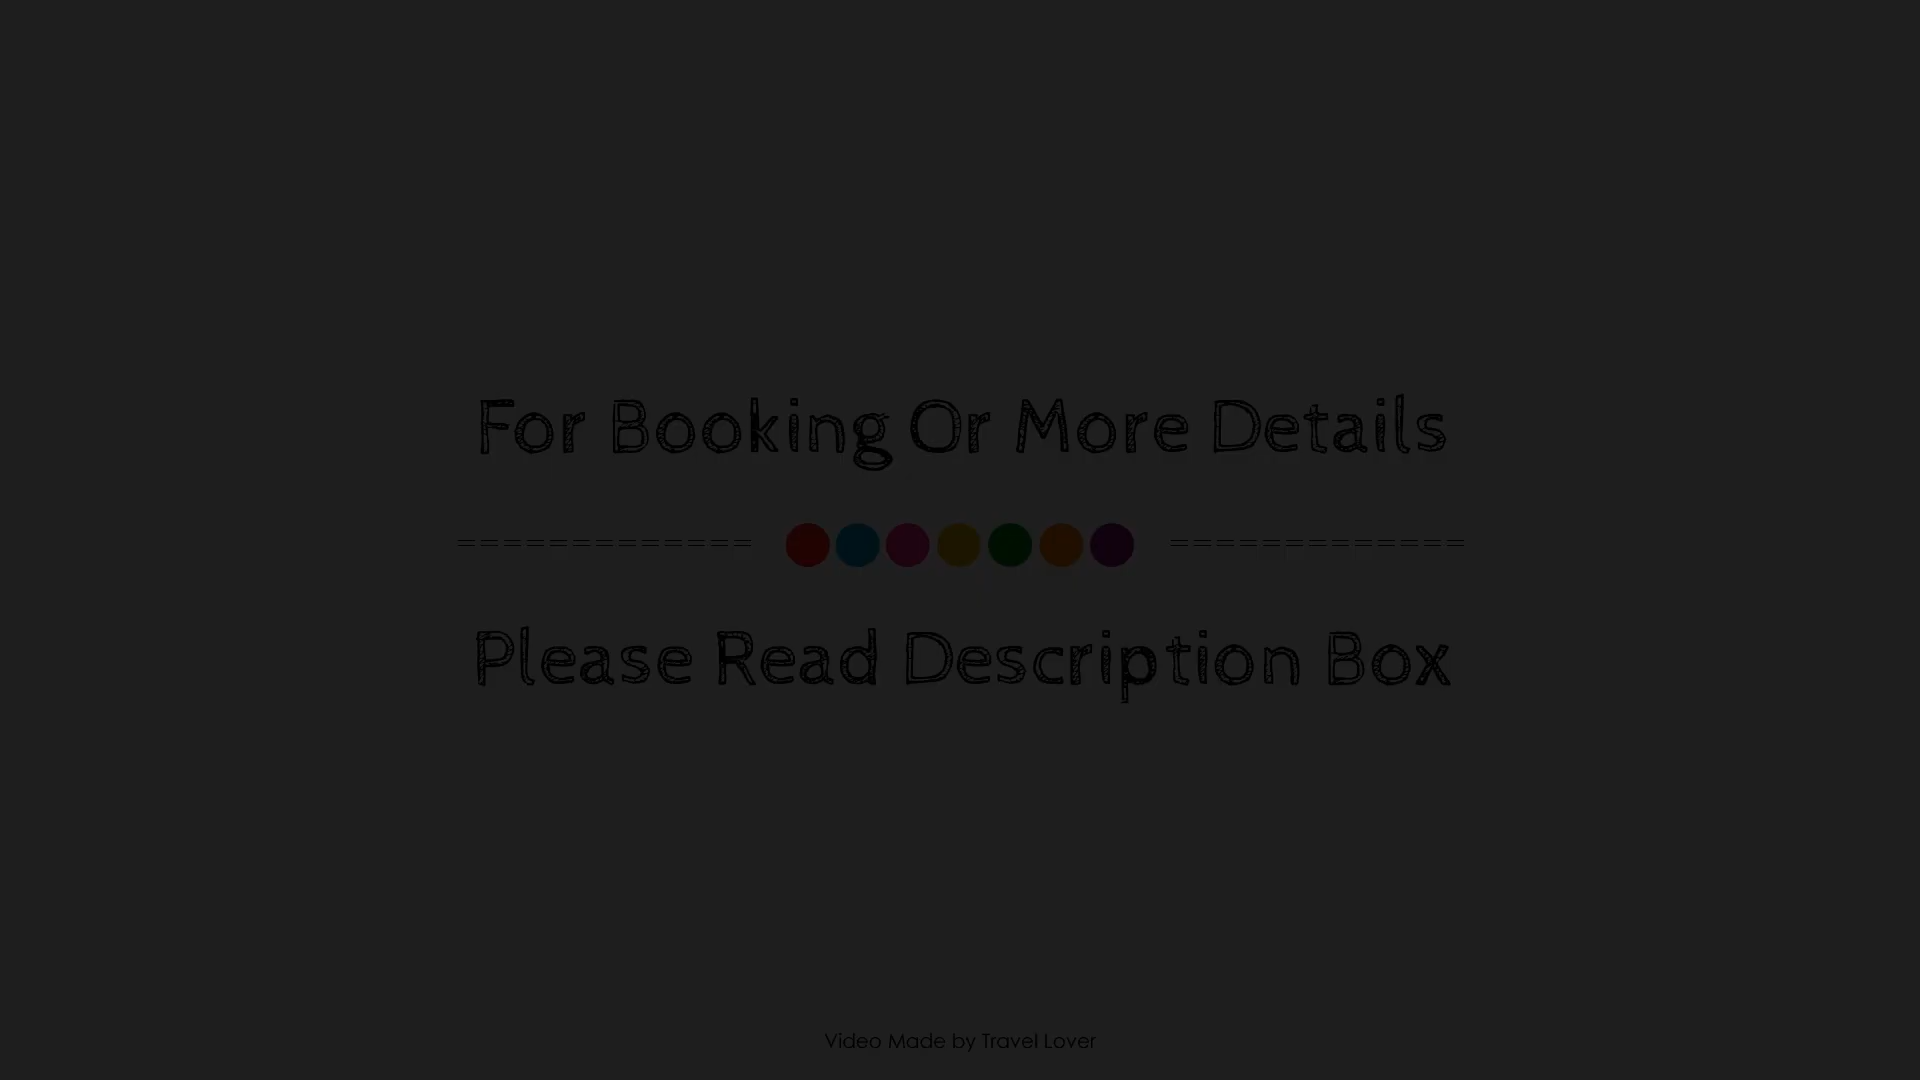 For Booking Or More Details
============= =============
Please Read Description Box
Video Made by Travel Lover